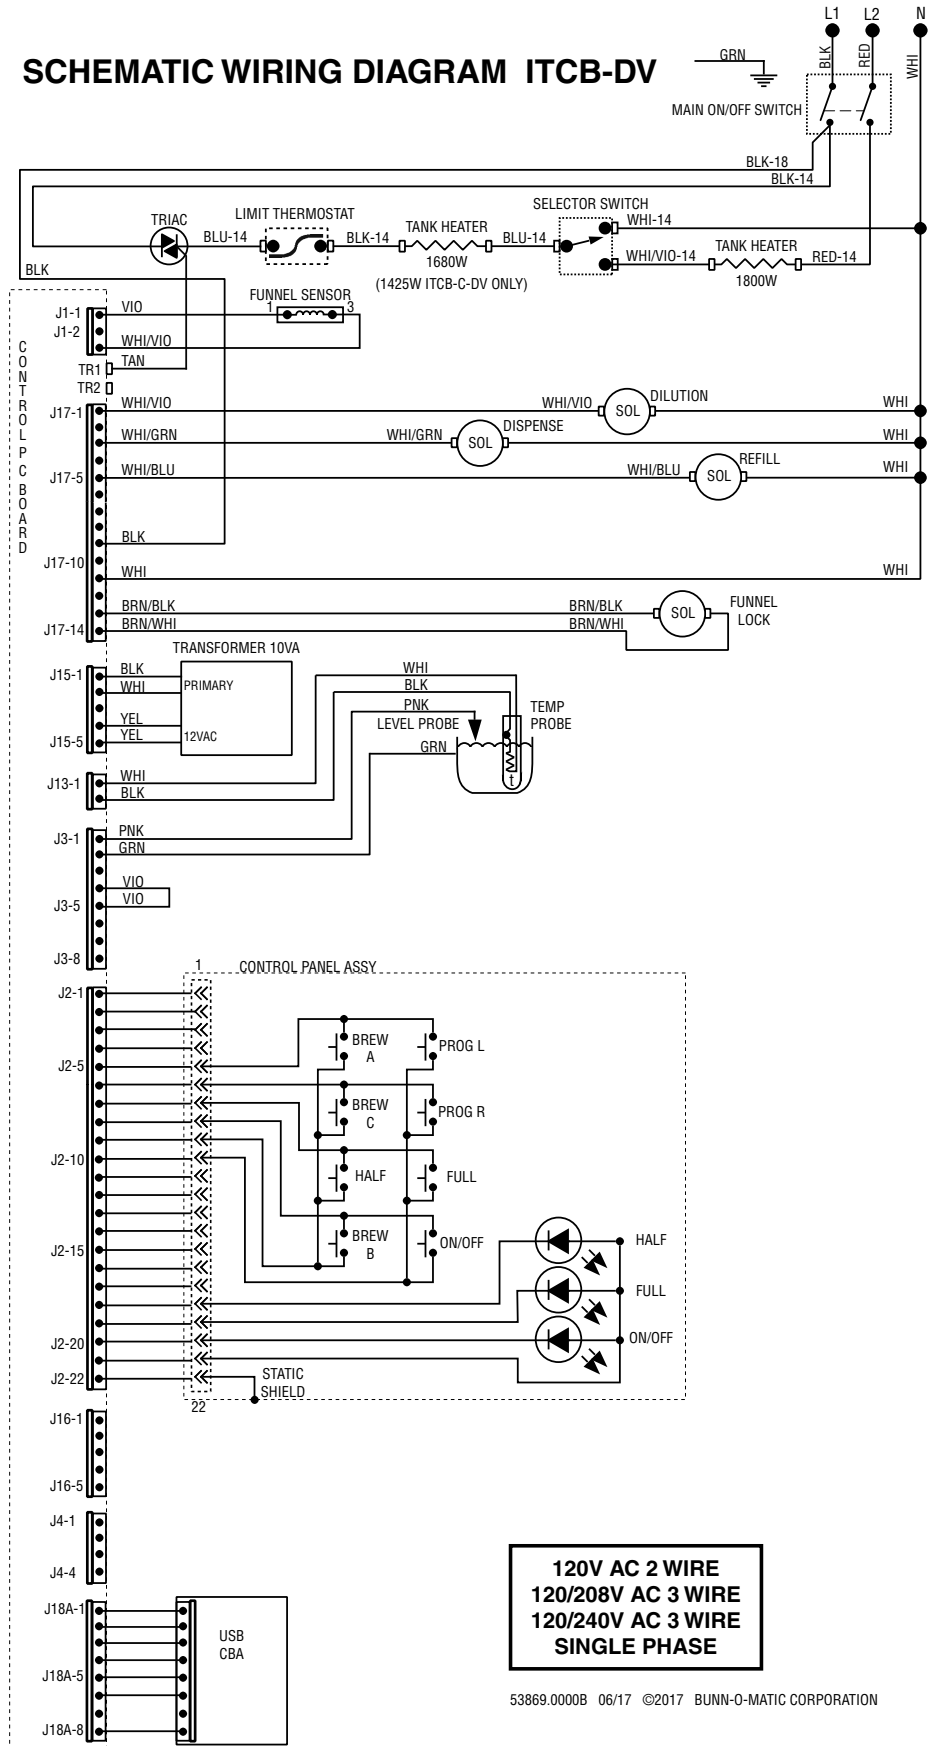 L1 L2 N
SCHEMATIC WIRING DIAGRAM ITCB-DV
GRN
BLK
RED
WHI
MAIN ON/OFF SWITCH
BLK-18
BLK-14
TRIAC
LIMIT THERMOSTAT
TANK HEATER
SELECTOR SWITCH
BLU-14
BLK-14
BLU-14
WHI-14
1680W
(1425W ITCB-C-DV ONLY)
WHI/VIO-14
TANK HEATER
RED-14
1800W
BLK
FUNNEL SENSOR
1 3
CONTROL PC BOARD
J1-1 VIO
J1-2
WHI/VIO
TR1 TAN
TR2
J17-1 WHI/VIO WHI/VIO SOL DILUTION WHI
WHI/GRN WHI/GRN SOL DISPENSE WHI
J17-5 WHI/BLU WHI/BLU SOL REFILL WHI
BLK
J17-10
WHI WHI
BRN/BLK BRN/BLK SOL FUNNEL
LOCK
J17-14 BRN/WHI BRN/WHI
TRANSFORMER 10VA
J15-1 BLK
WHI PRIMARY
YEL
J15-5 YEL 12VAC
WHI
BLK
PNK
LEVEL PROBE
TEMP
PROBE
GRN
t
J13-1 WHI
BLK
J3-1 PNK
GRN
VIO
J3-5 VIO
J3-8
1 CONTROL PANEL ASSY
J2-1
J2-5
BREW
A
PROG L
BREW
C
PROG R
J2-10
HALF FULL
J2-15
BREW
B
ON/OFF
HALF
FULL
ON/OFF
J2-20
J2-22
STATIC
SHIELD
22
J16-1
J16-5
J4-1
J4-4
J18A-1
J18A-5
J18A-8
USB
CBA
120V AC 2 WIRE
120/208V AC 3 WIRE
120/240V AC 3 WIRE
SINGLE PHASE
53869.0000B 06/17 ©2017 BUNN-O-MATIC CORPORATION